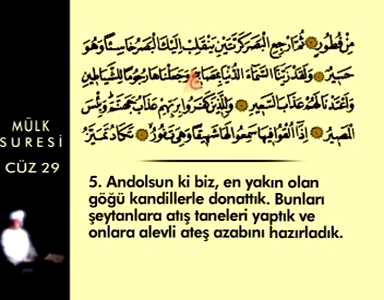 مِنْ فُطُورٍ ثُمَّ ارْجِعِ الْبَصَرَ كَرَّتَيْنِ يَنْقَلِبْ اِلَيْكَ الْبَصَرُ خَاسِئًا وَهُوَ
حَسِيرٌ وَلَقَدْ زَيَّنَّا السَّمَاءَ الدُّنْيَا بِمَصَابِيحَ وَجَعَلْنَاهَا رُجُومًا لِلشَّيَاطِينِ
وَاَعْتَدْنَا لَهُمْ عَذَابَ السَّعِيرِ وَلِلَّذِينَ كَفَرُوا بِرَبِّهِمْ عَذَابُ جَهَنَّمَ وَبِئْسَ
الْمَصِيرُ اِذَا اُلْقُوا فِيهَا سَمِعُوا لَهَا شَهِيقًا وَهِيَ تَفُورُ تَكَادُ تَمَيَّزُ
MÜLK
SURESİ
CÜZ 29
5. Andolsun ki biz, en yakın olan
göğü kandillerle donattık. Bunları
şeytanlara atış taneleri yaptık ve
onlara alevli ateş azabını hazırladık.